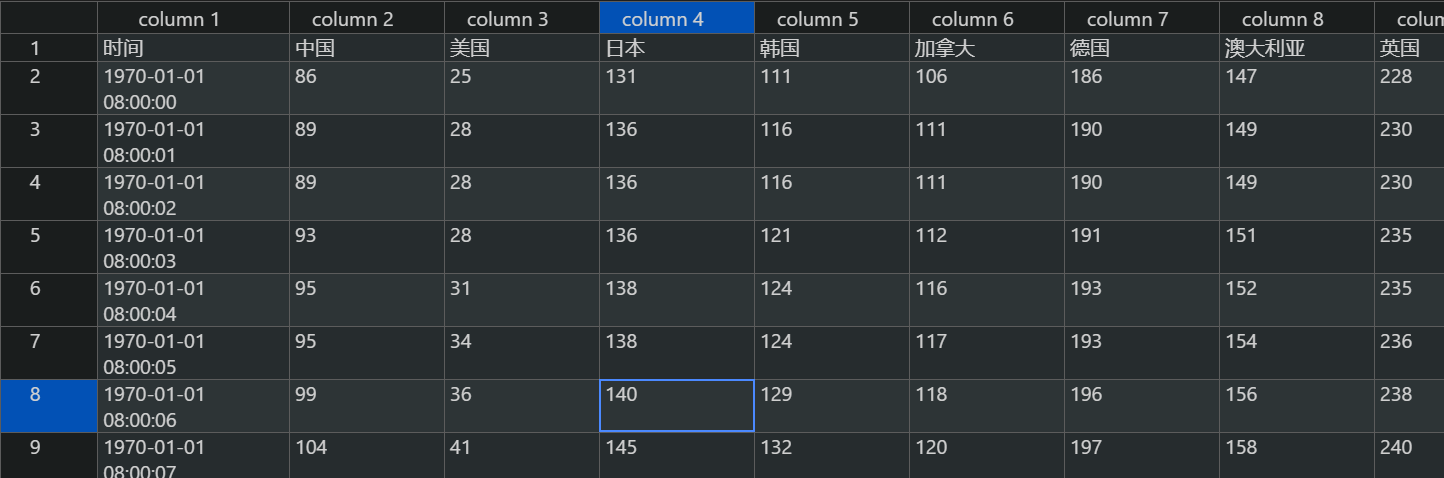 column 1 column 2 column 3 column 4 column 5 column 6 column 7 column 8 colum
1 时间 中国 美国 日本 韩国 加拿大 德国 澳大利亚 英国
2 1970-01-01 86 25 131 111 106 186 147 228
08:00:00
3 1970-01-01 89 28 136 116 111 190 149 230
08:00:01
4 1970-01-01 89 28 136 116 111 190 149 230
08:00:02
5 1970-01-01 93 28 136 121 112 191 151 235
08:00:03
6 1970-01-01 95 31 138 124 116 193 152 235
08:00:04
7 1970-01-01 95 34 138 124 117 193 154 236
08:00:05
8 1970-01-01 99 36 140 129 118 196 156 238
08:00:06
9 1970-01-01 104 41 145 132 120 197 158 240
08:00:07